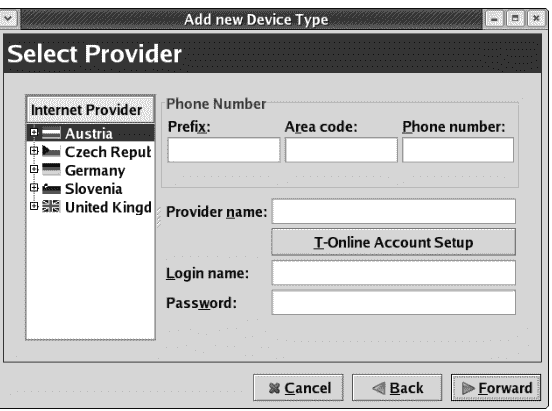 Add new Device Type
Select Provider
Internet Provider
Austria
Czech Republ
Germany
Slovenia
United Kingd
Phone Number
Prefix:
Area code:
Phone number:
Provider name:
T-Online Account Setup
Login name:
Password:
Cancel
Back
Forward